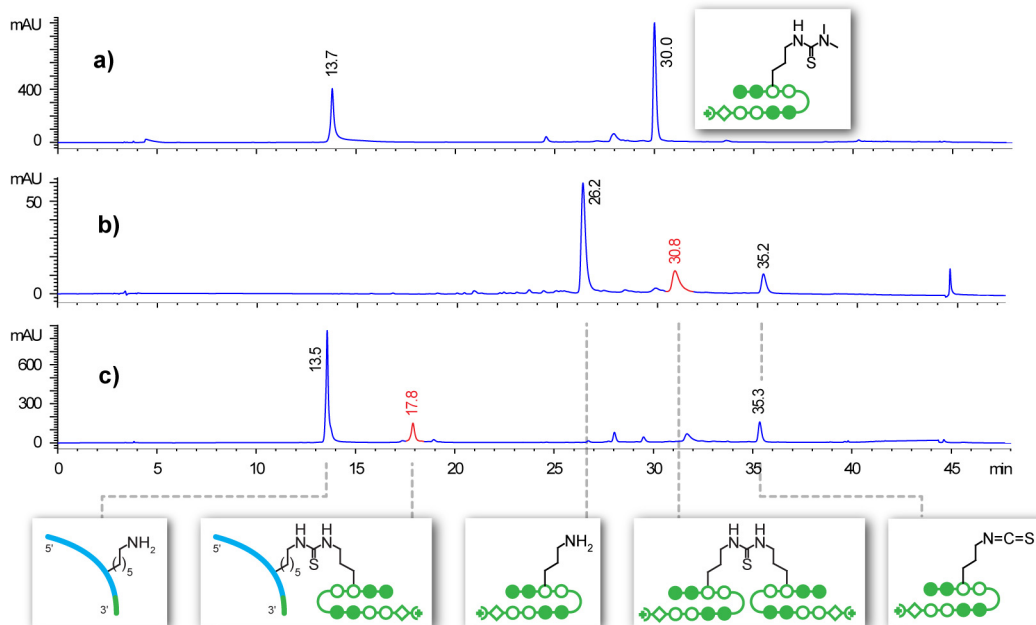 mAU
400
0
a)
13.7
30.0
H
N
N
S
mAU
50
0
b)
26.2
30.8
35.2
mAU
600
300
0
c)
13.5
17.8
35.3
0 5 10 15 20 25 30 35 40 45 min
5'
NH2
5
3'
5'
H H
N N
S
5
3'
NH2
H H
N N
S
N=C=S